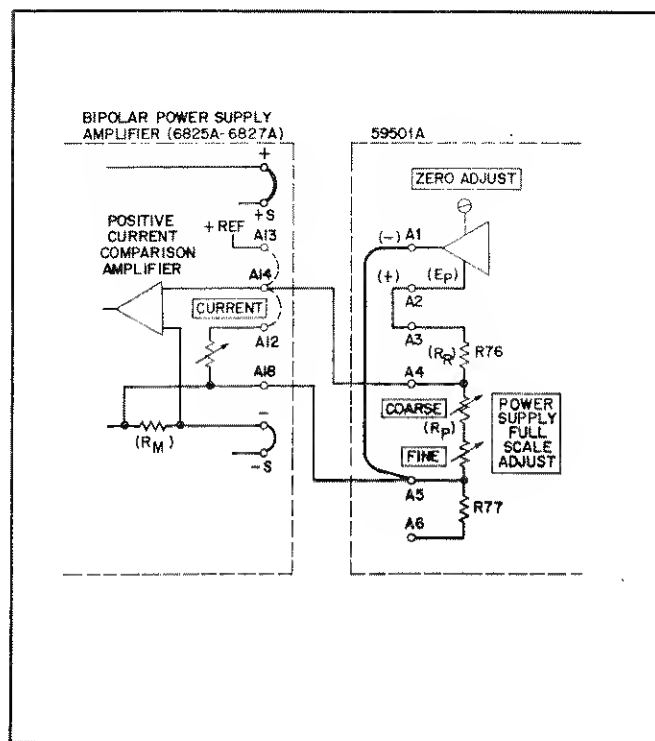 BIPOLAR POWER SUPPLY
AMPLIFIER (6825A-6827A)
+
+S
+ REF
A13
POSITIVE
CURRENT
COMPARISON
AMPLIFIER
A14
CURRENT
A12
A18
(RM)
-
-S
59501A
ZERO ADJUST
(-) A1
(+)
(Ep)
A2
A3
(RR)
R76
A4
COARSE
(Rp)
FINE
POWER
SUPPLY
FULL
SCALE
ADJUST
A5
R77
A6